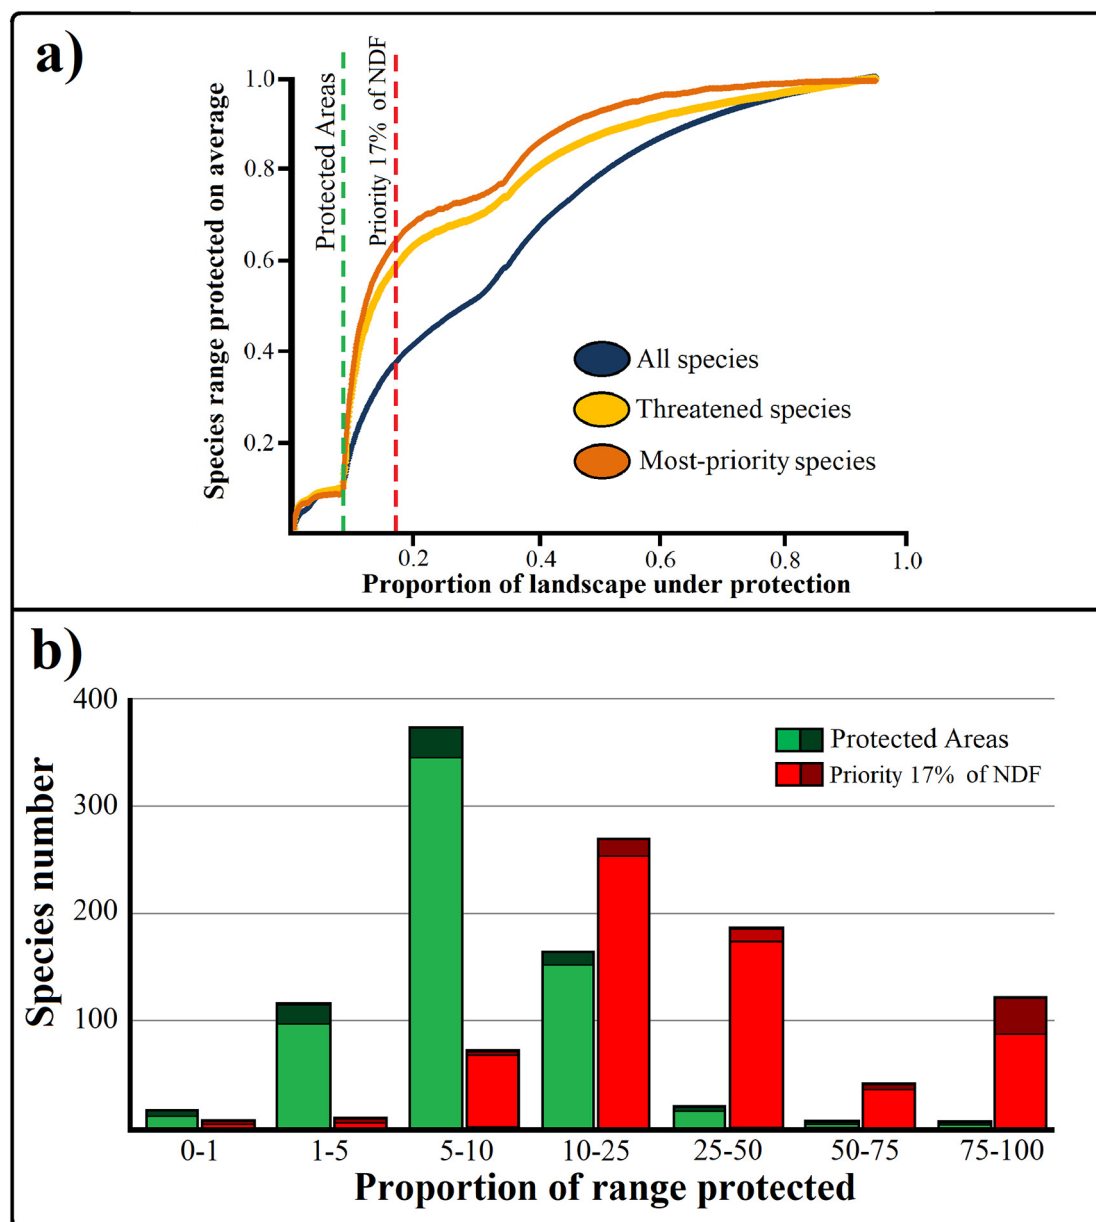 a)
Species range protected on average
1.0
0.8
0.6
0.4
0.2
Protected Areas
Priority 17% of NDF
All species
Threatened species
Most-priority species
0.2 0.4 0.6 0.8 1.0
Proportion of landscape under protection
b)
Species number
400
300
200
100
Protected Areas
Priority 17% of NDF
0-1 1-5 5-10 10-25 25-50 50-75 75-100
Proportion of range protected